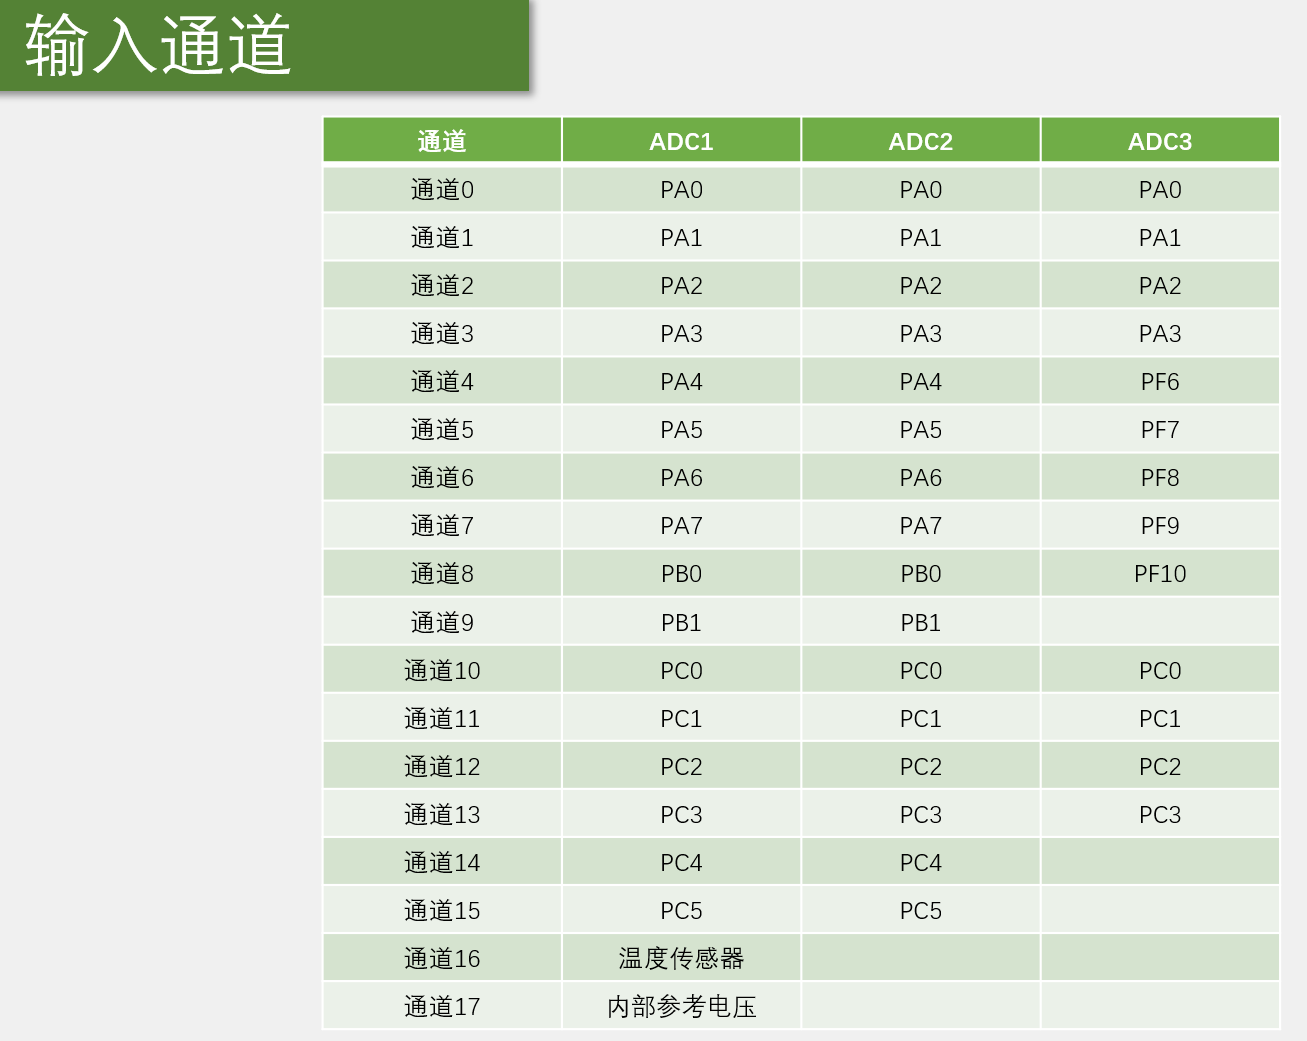 输入通道
通道 ADC1 ADC2 ADC3
通道0 PA0 PA0 PA0
通道1 PA1 PA1 PA1
通道2 PA2 PA2 PA2
通道3 PA3 PA3 PA3
通道4 PA4 PA4 PF6
通道5 PA5 PA5 PF7
通道6 PA6 PA6 PF8
通道7 PA7 PA7 PF9
通道8 PB0 PB0 PF10
通道9 PB1 PB1
通道10 PC0 PC0 PC0
通道11 PC1 PC1 PC1
通道12 PC2 PC2 PC2
通道13 PC3 PC3 PC3
通道14 PC4 PC4
通道15 PC5 PC5
通道16 温度传感器
通道17 内部参考电压